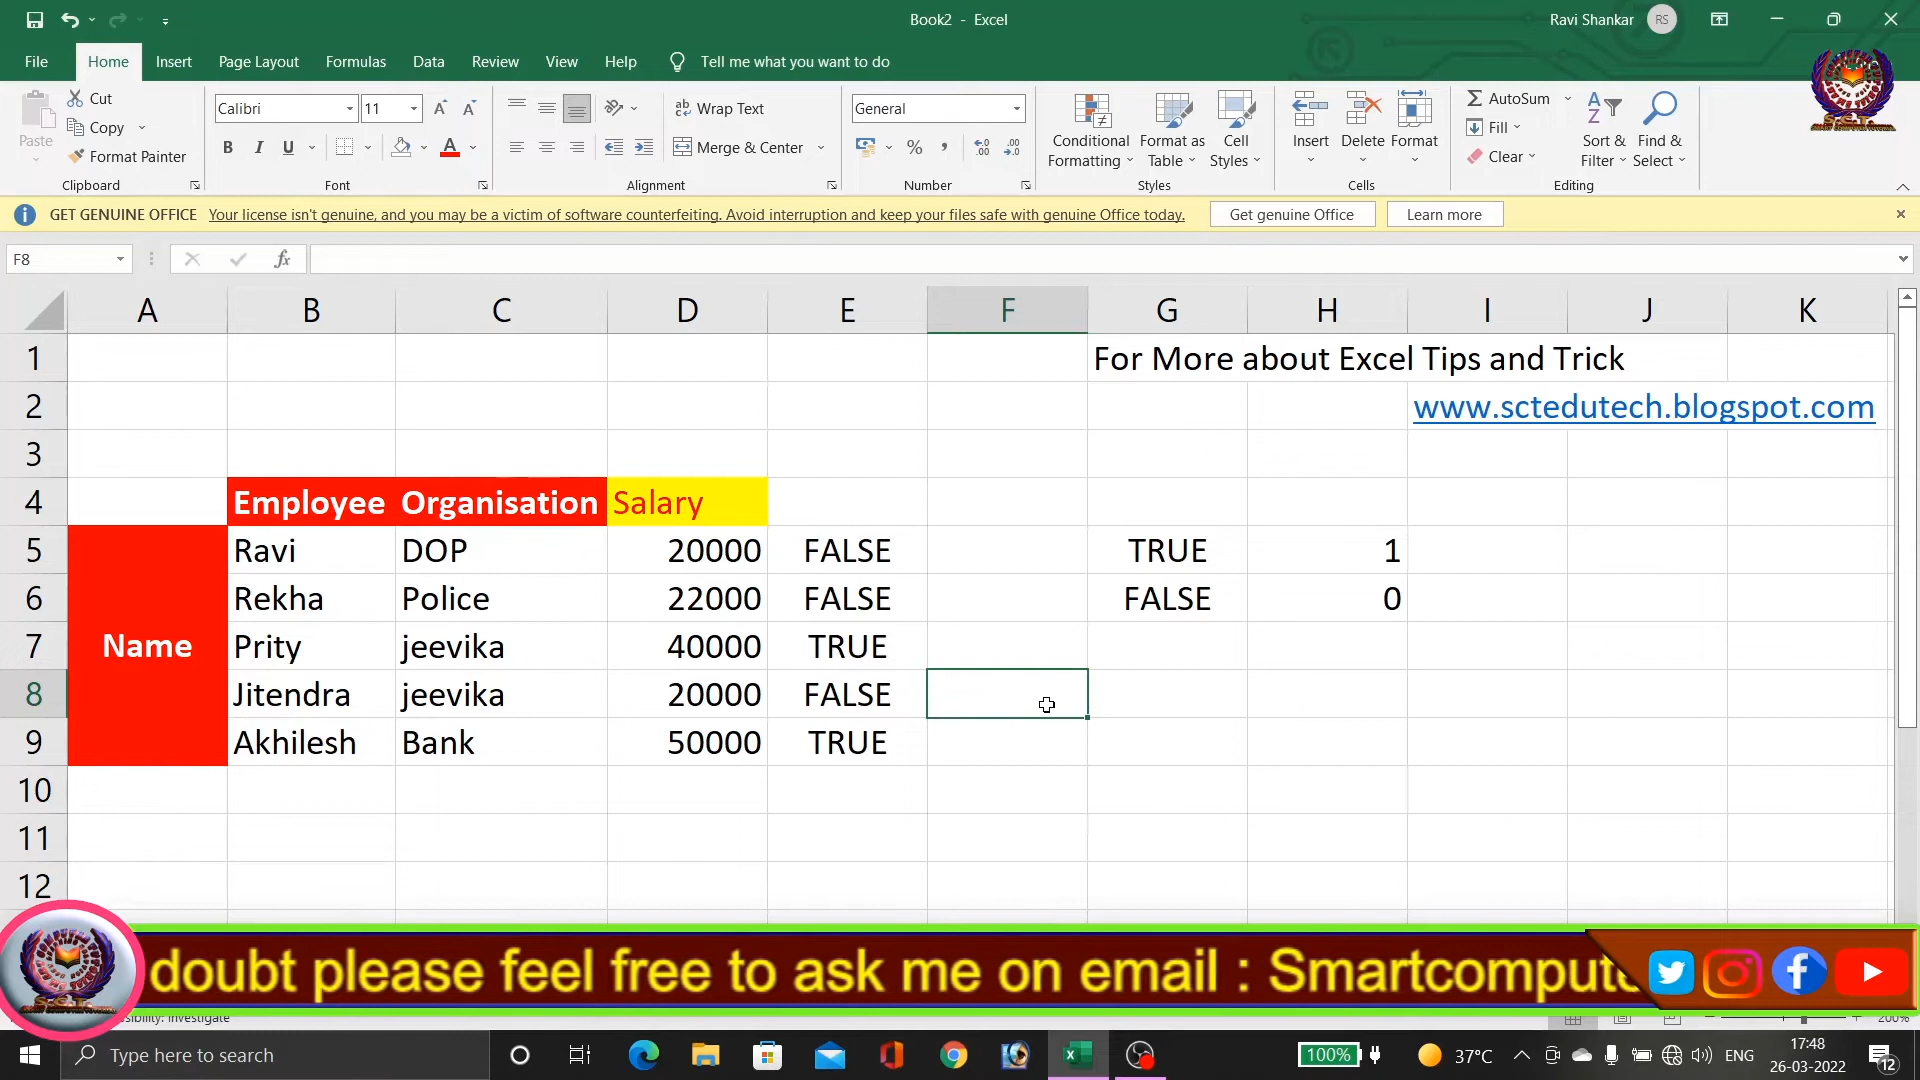 Book2 - Excel
Ravi Shankar RS
File Home Insert Page Layout Formulas Data Review View Help Tell me what you want to do
Cut
Copy
Format Painter
Paste
Clipboard
Calibri 11
B I U
Font
Wrap Text
Merge & Center
Alignment
General
Number
Conditional Formatting
Format as Table
Cell Styles
Styles
Insert Delete Format
Cells
AutoSum
Fill
Clear
Sort & Filter
Find & Select
Editing
GET GENUINE OFFICE Your license isn't genuine, and you may be a victim of software counterfeiting. Avoid interruption and keep your files safe with genuine Office today. Get genuine Office Learn more
F8 fx
A B C D E F G H I J K
1 For More about Excel Tips and Trick
2 www.sctedutech.blogspot.com
3
4 Employee Organisation Salary
5 Ravi DOP 20000 FALSE TRUE 1
6 Rekha Police 22000 FALSE FALSE 0
7 Name Prity jeevika 40000 TRUE
8 Jitendra jeevika 20000 FALSE
9 Akhilesh Bank 50000 TRUE
10
11
12
doubt please feel free to ask me on email : Smartcompute
S.C.T.
200%
Type here to search
100% 37°C ENG 17:48
26-03-2022
12